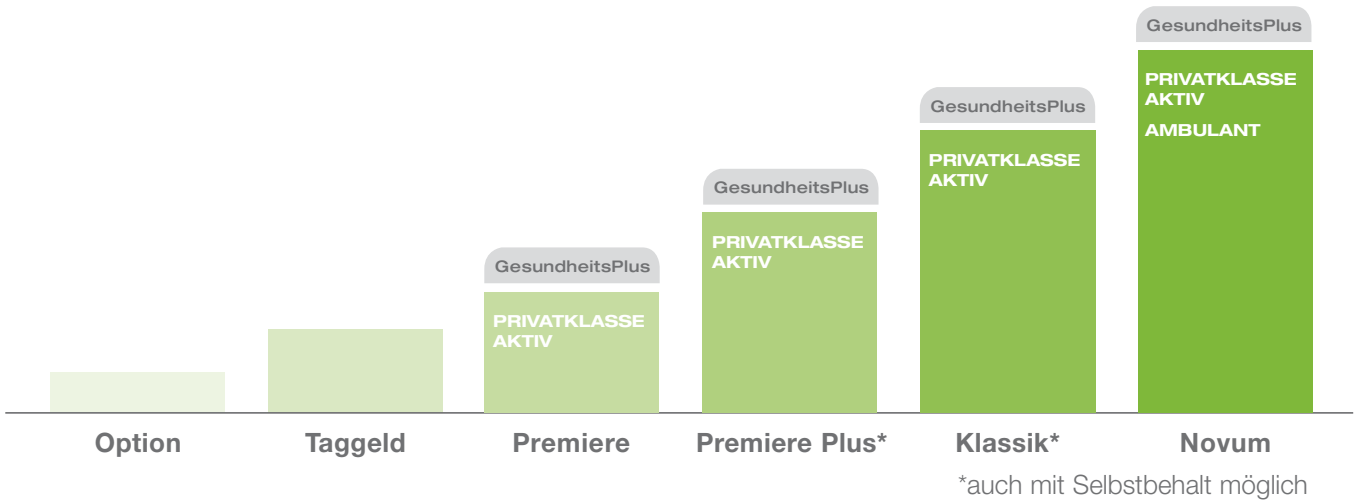 GesundheitsPlus
PRIVATKLASSE
AKTIV
AMBULANT
GesundheitsPlus
PRIVATKLASSE
AKTIV
GesundheitsPlus
PRIVATKLASSE
AKTIV
GesundheitsPlus
PRIVATKLASSE
AKTIV
Option
Taggeld
Premiere
Premiere Plus*
Klassik*
Novum
*auch mit Selbstbehalt möglich